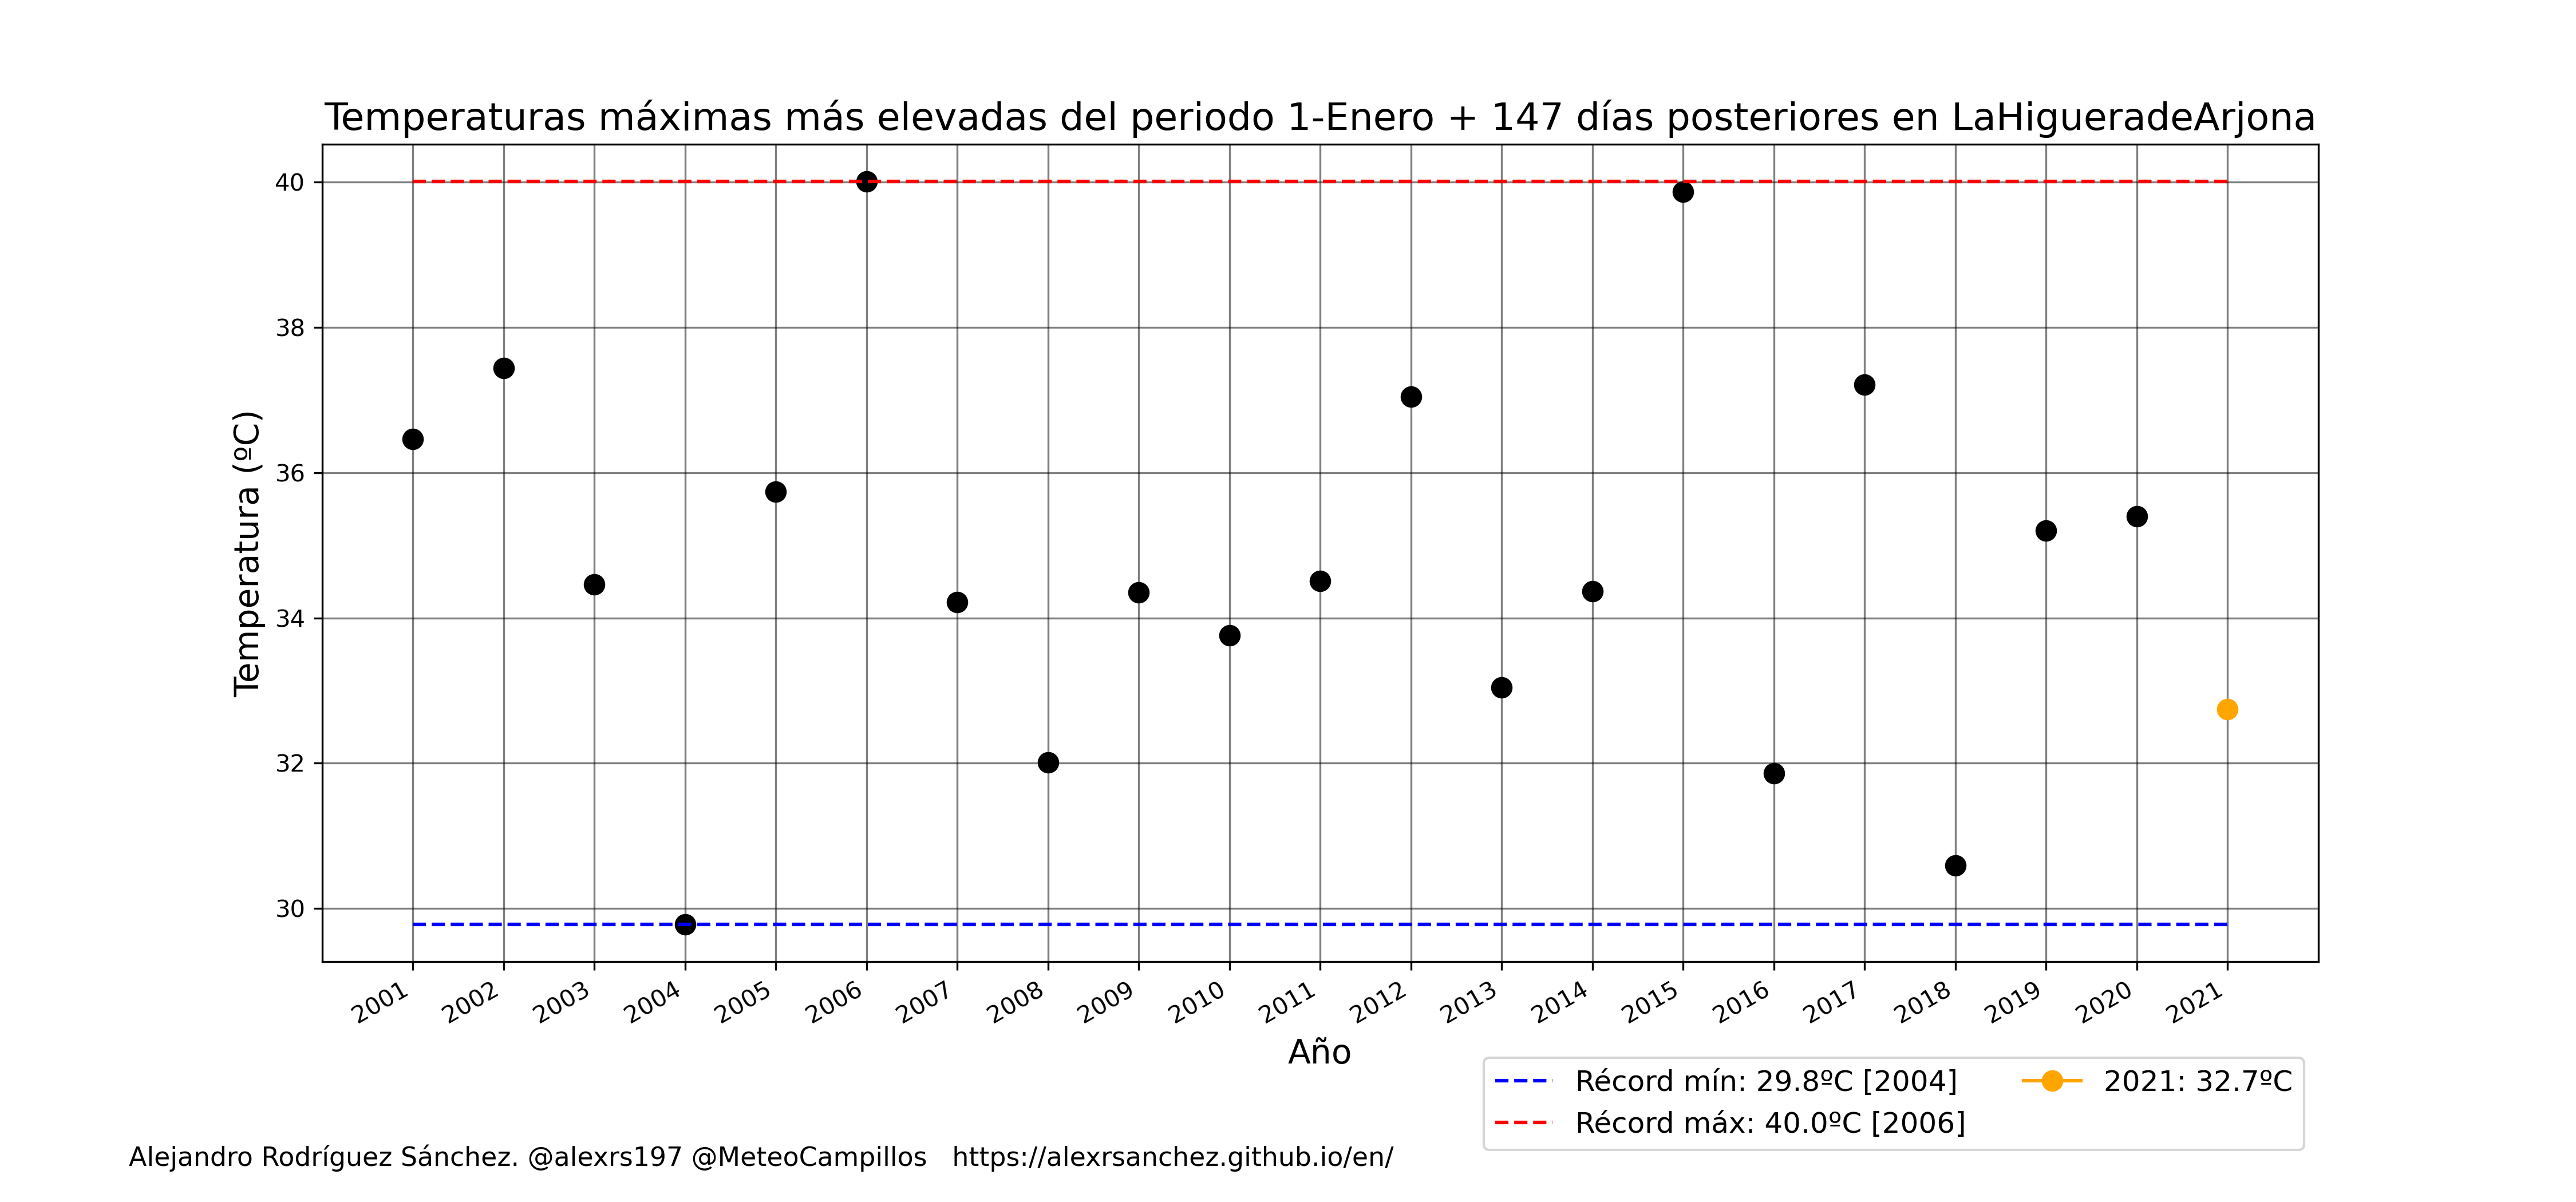 Temperaturas máximas más elevadas del periodo 1-Enero + 147 días posteriores en LaHigueradeArjona
Temperatura (ºC)
40
38
36
34
32
30
2001 2002 2003 2004 2005 2006 2007 2008 2009 2010 2011 2012 2013 2014 2015 2016 2017 2018 2019 2020 2021
Año
Récord mín: 29.8ºC [2004]
Récord máx: 40.0ºC [2006]
2021: 32.7ºC
Alejandro Rodríguez Sánchez. @alexrs197 @MeteoCampillos https://alexrsanchez.github.io/en/